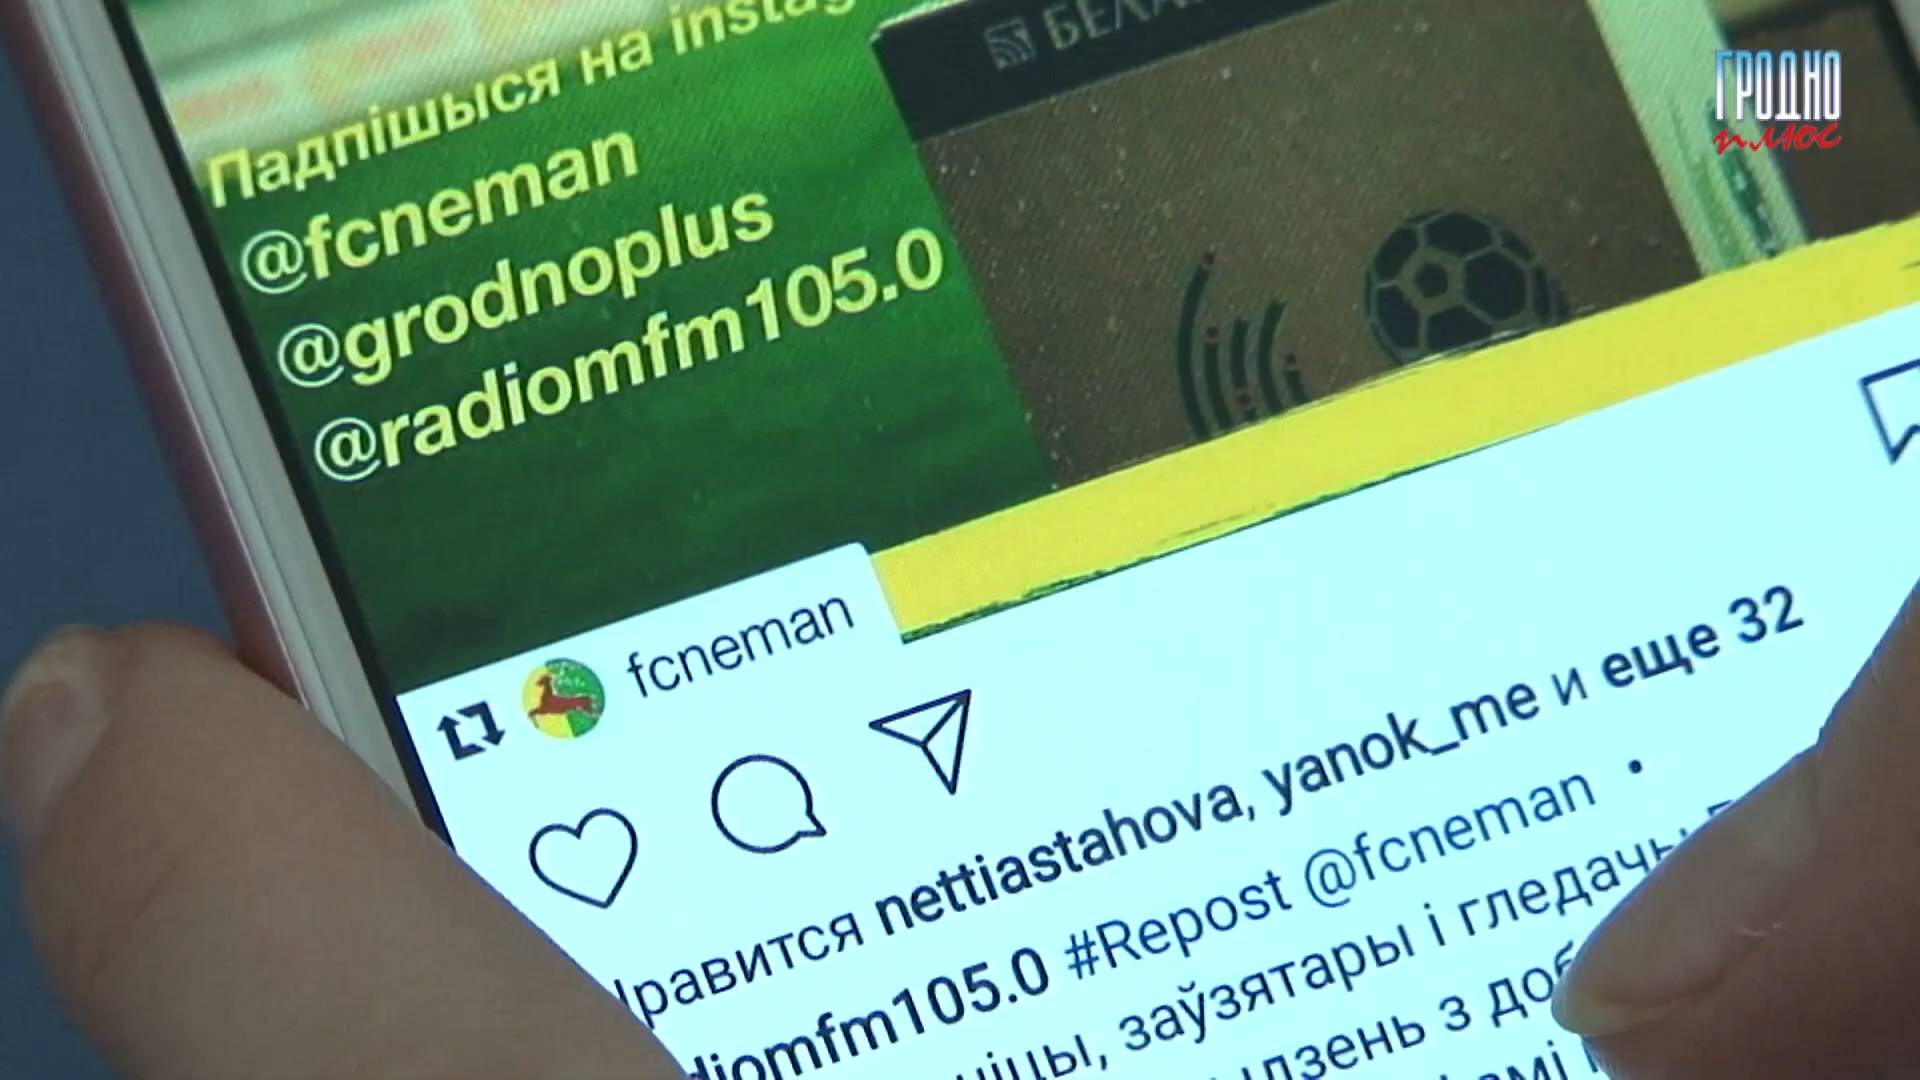 Падпішыся на instag
БЕЛА
ГРОДНО
плюс
@fcneman
@grodnoplus
@radiomfm105.0
fcneman
Нравится nettiastahova, yanok_me и еще 32
diomfm105.0 #Repost @fcneman •
ніцы, заўзятары і гледачы
дзень з доб